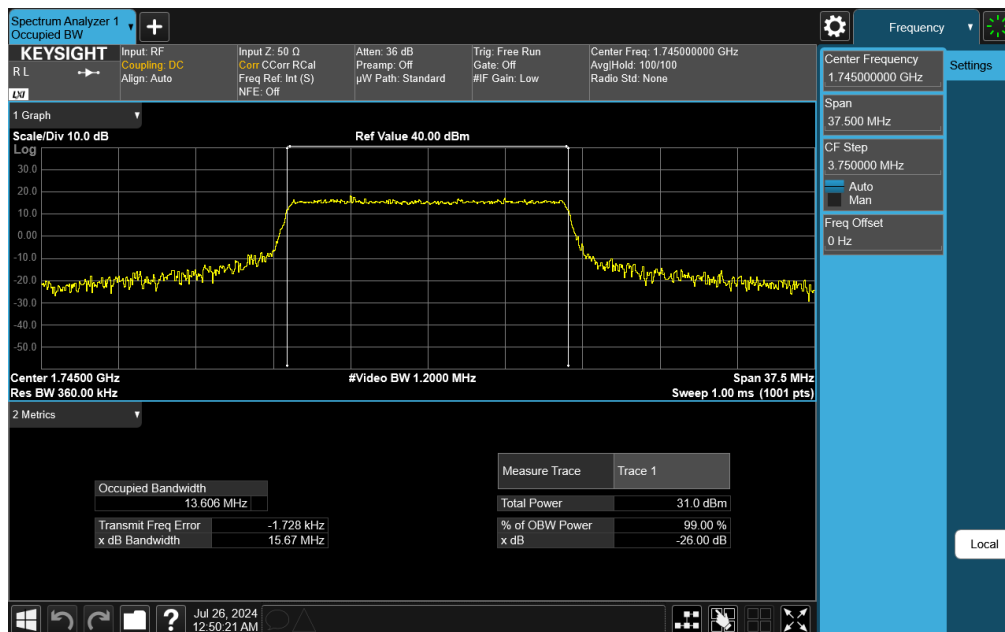 Spectrum Analyzer 1
Occupied BW
Frequency
KEYSIGHT
R L
LXI
Input: RF
Coupling: DC
Align: Auto
Input Z: 50 Ω
Corr CCorr RCal
Freq Ref: Int (S)
NFE: Off
Atten: 36 dB
Preamp: Off
µW Path: Standard
Trig: Free Run
Gate: Off
#IF Gain: Low
Center Freq: 1.745000000 GHz
Avg|Hold: 100/100
Radio Std: None
Center Frequency
1.745000000 GHz
Settings
Span
37.500 MHz
CF Step
3.750000 MHz
Auto
Man
Freq Offset
0 Hz
Local
1 Graph
Scale/Div 10.0 dB
Ref Value 40.00 dBm
Log
30.0
20.0
10.0
0.00
-10.0
-20.0
-30.0
-40.0
-50.0
Center 1.74500 GHz
#Video BW 1.2000 MHz
Span 37.5 MHz
Res BW 360.00 kHz
Sweep 1.00 ms (1001 pts)
2 Metrics
Measure Trace Trace 1
Occupied Bandwidth
13.606 MHz
Total Power 31.0 dBm
Transmit Freq Error -1.728 kHz
% of OBW Power 99.00 %
x dB Bandwidth 15.67 MHz
x dB -26.00 dB
?
Jul 26, 2024
12:50:21 AM